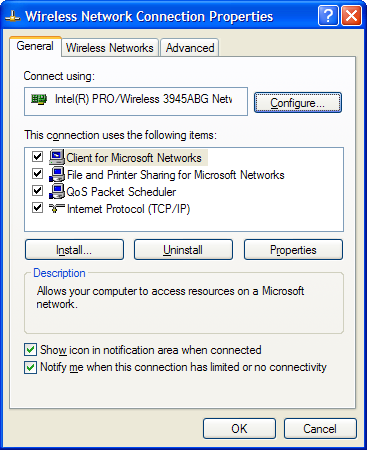 Wireless Network Connection Properties
General
Wireless Networks
Advanced
Connect using:
Intel(R) PRO/Wireless 3945ABG Netw
Configure...
This connection uses the following items:
Client for Microsoft Networks
File and Printer Sharing for Microsoft Networks
QoS Packet Scheduler
Internet Protocol (TCP/IP)
Install...
Uninstall
Properties
Description
Allows your computer to access resources on a Microsoft
network.
Show icon in notification area when connected
Notify me when this connection has limited or no connectivity
OK
Cancel